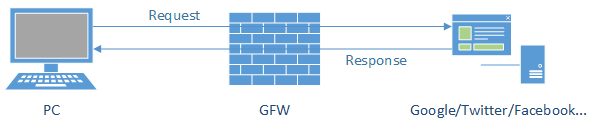 Request
Response
PC
GFW
Google/Twitter/Facebook...